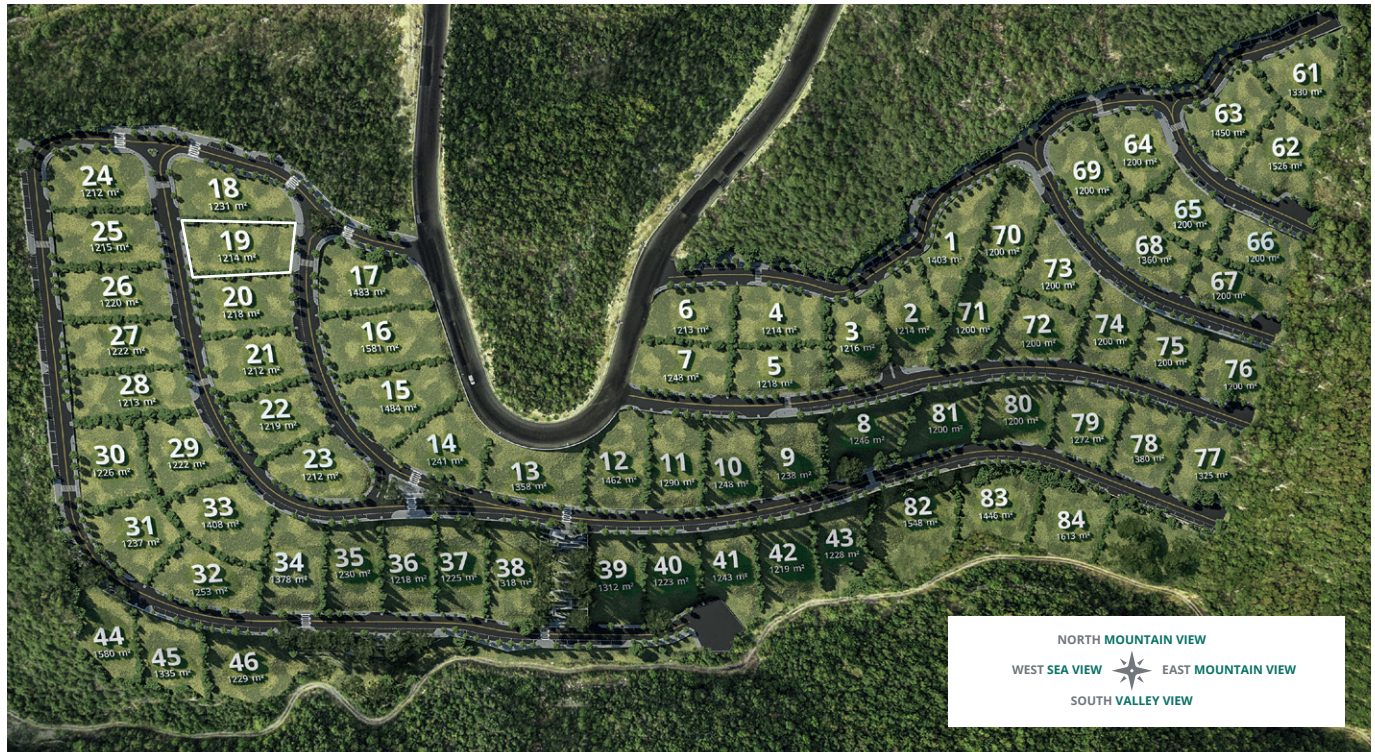 61
1330 m²
63
1450 m²
62
1526 m²
64
1200 m²
69
1200 m²
65
1200 m²
66
1200 m²
68
1360 m²
67
1200 m²
24
1212 m²
18
1231 m²
25
1215 m²
19
1214 m²
1
1403 m²
70
1200 m²
17
1483 m²
73
1200 m²
26
1220 m²
20
1218 m²
6
1213 m²
4
1214 m²
3
1216 m²
2
1214 m²
71
1200 m²
72
1200 m²
74
1200 m²
27
1222 m²
16
1581 m²
21
1212 m²
7
1248 m²
5
1218 m²
75
1200 m²
76
1200 m²
28
1213 m²
15
1484 m²
22
1219 m²
8
1246 m²
81
1200 m²
80
1200 m²
79
1272 m²
78
1380 m²
77
1325 m²
30
1226 m²
29
1222 m²
23
1212 m²
14
1241 m²
13
1358 m²
12
1462 m²
11
1290 m²
10
1248 m²
9
1238 m²
33
1408 m²
31
1237 m²
82
1548 m²
83
1446 m²
84
1613 m²
32
1253 m²
34
1378 m²
35
1230 m²
36
1218 m²
37
1225 m²
38
318 m²
39
1312 m²
40
1223 m²
41
1243 m²
42
1219 m²
43
1228 m²
44
1580 m²
45
1335 m²
46
1229 m²
NORTH MOUNTAIN VIEW
WEST SEA VIEW EAST MOUNTAIN VIEW
SOUTH VALLEY VIEW